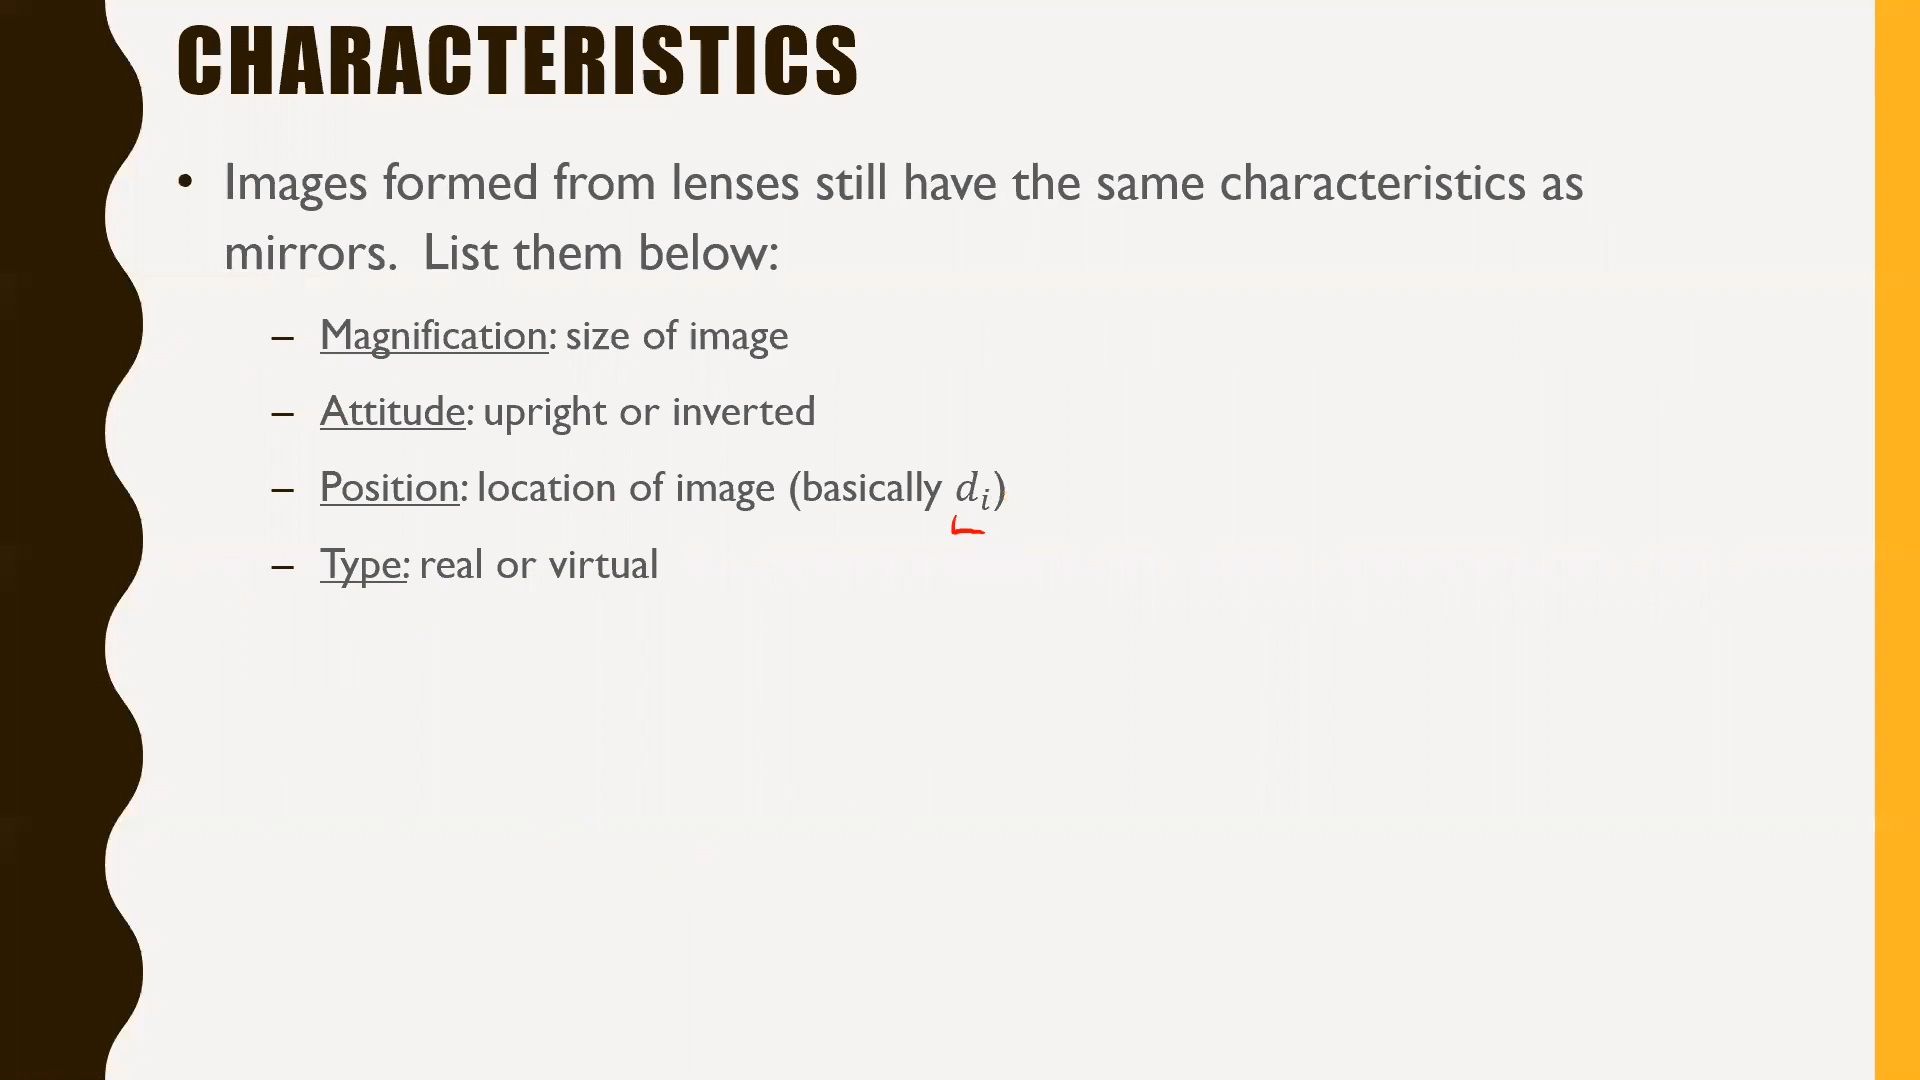 CHARACTERISTICS
• Images formed from lenses still have the same characteristics as
mirrors.  List them below:
– Magnification: size of image
– Attitude: upright or inverted
– Position: location of image (basically dᵢ)
– Type: real or virtual